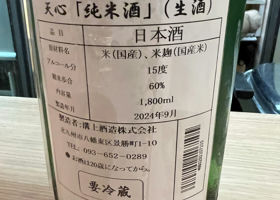 天心「純米酒」(生酒)
品目 日本酒
原材料名 米(国産)、米麹(国産米)
アルコール分 15度
精米歩合 60%
内容量 1,800ml
製造年月 2024年9月
製造者:溝上酒造株式会社
北九州市八幡東区景勝町1-10
電話 093-652-0289
●お酒は20歳になってから。
要冷蔵